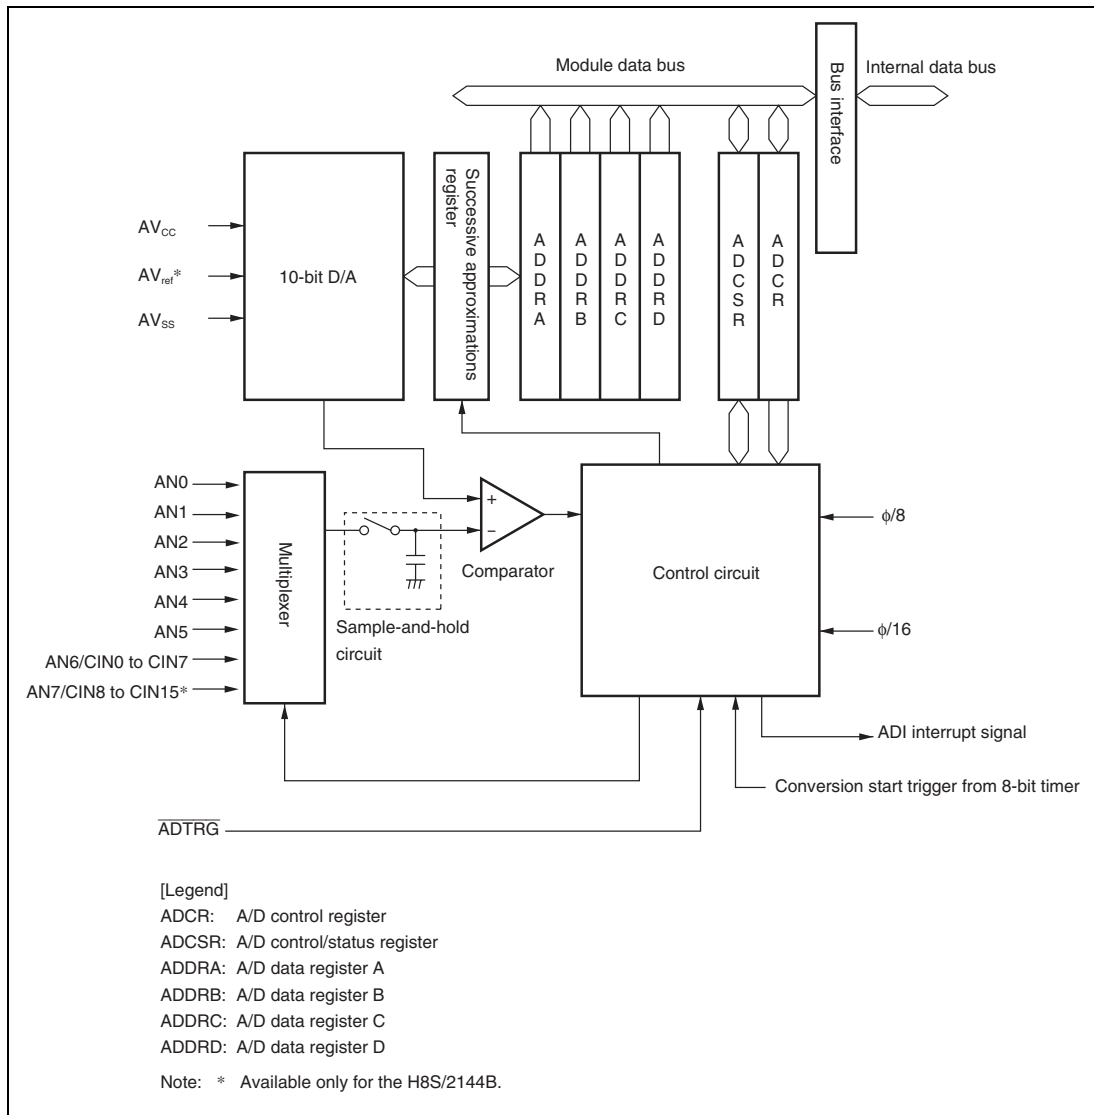 Module data bus
Internal data bus
Bus interface
Successive approximations
register
ADDRA
ADDRB
ADDRC
ADDRD
ADCSR
ADCR
AVCC
AVref*
AVSS
10-bit D/A
AN0
AN1
AN2
AN3
AN4
AN5
AN6/CIN0 to CIN7
AN7/CIN8 to CIN15*
Multiplexer
+
−
Comparator
Sample-and-hold
circuit
Control circuit
ϕ/8
ϕ/16
ADI interrupt signal
Conversion start trigger from 8-bit timer
ADTRG
[Legend]
ADCR: A/D control register
ADCSR: A/D control/status register
ADDRA: A/D data register A
ADDRB: A/D data register B
ADDRC: A/D data register C
ADDRD: A/D data register D
Note: * Available only for the H8S/2144B.